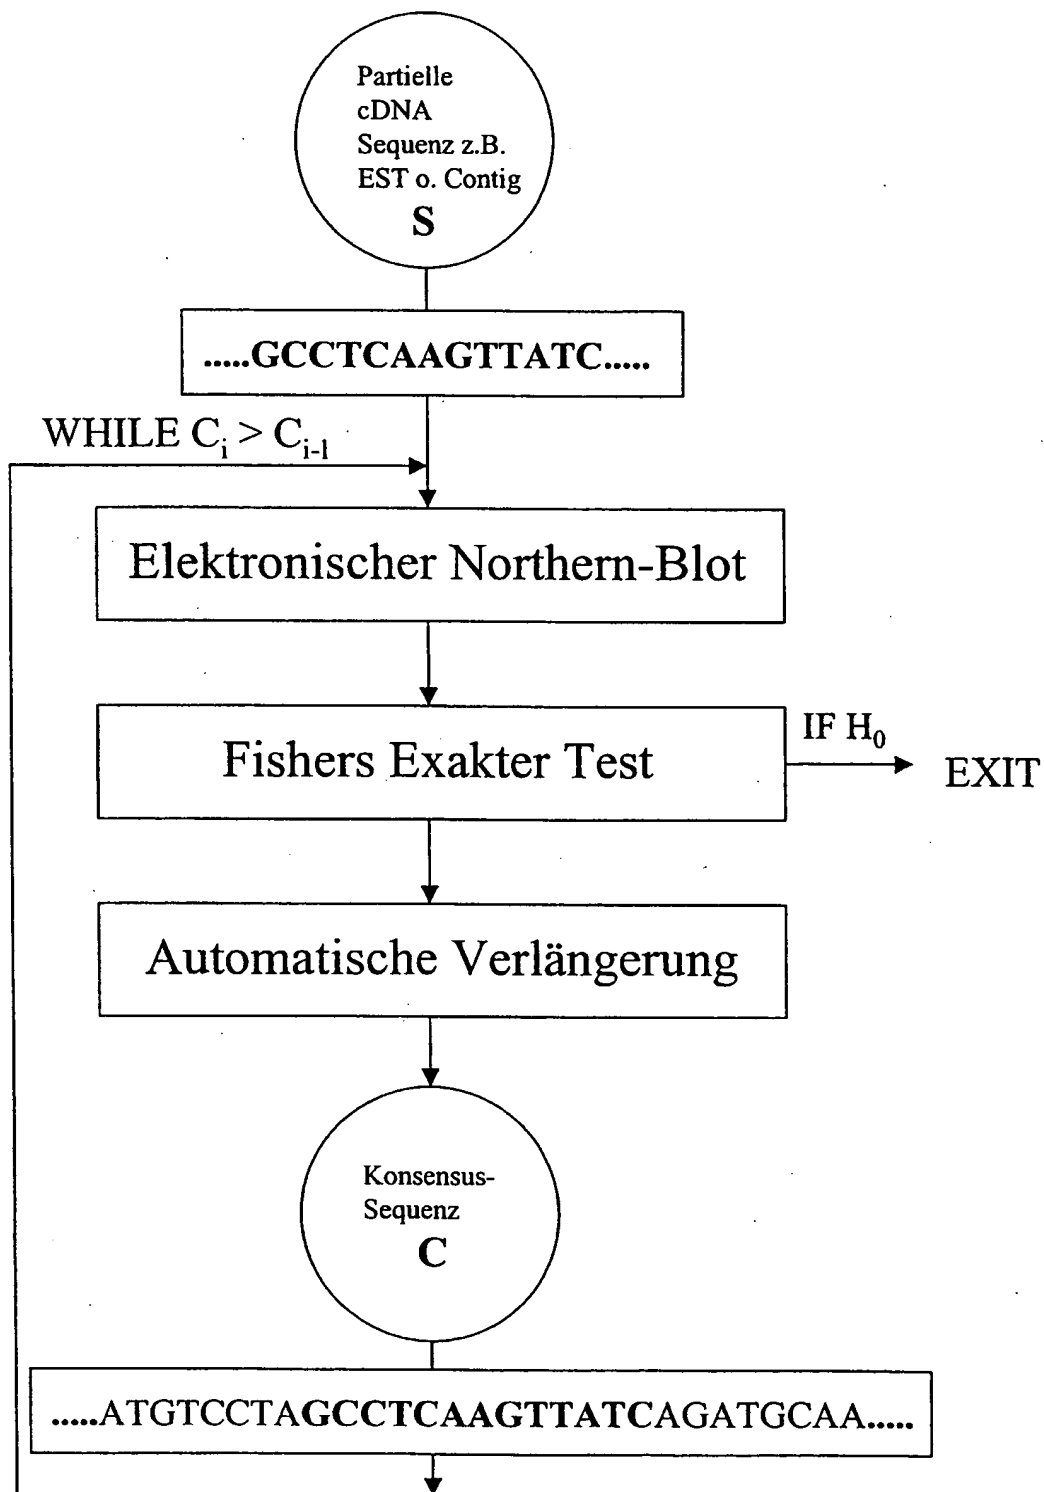 Partielle
cDNA
Sequenz z.B.
EST o. Contig
S
.....GCCTCAAGTTATC.....
WHILE Ci > Ci-1
Elektronischer Northern-Blot
Fishers Exakter Test
IF H0
EXIT
Automatische Verlängerung
Konsensus-
Sequenz
C
.....ATGTCCTAGCCTCAAGTTATCAGATGCAA.....